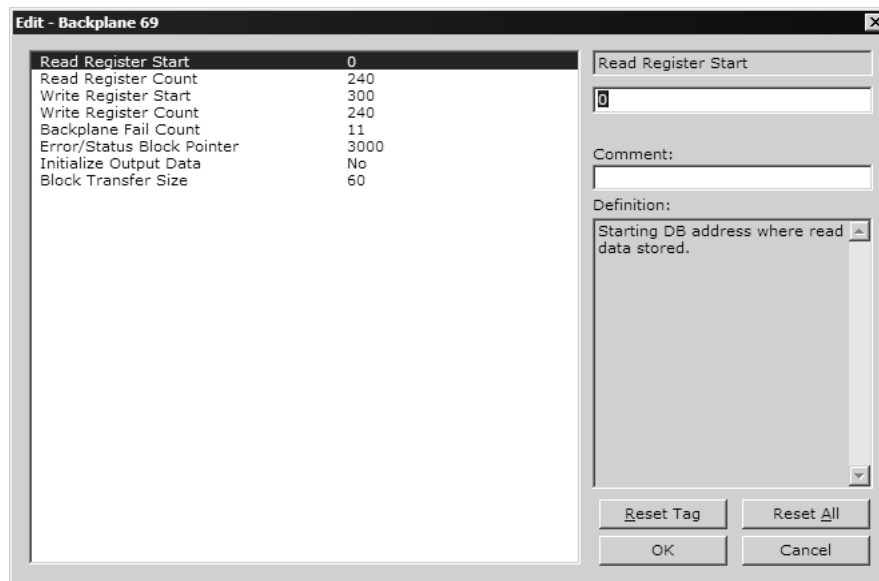 Edit - Backplane 69
Read Register Start 0
Read Register Count 240
Write Register Start 300
Write Register Count 240
Backplane Fail Count 11
Error/Status Block Pointer 3000
Initialize Output Data No
Block Transfer Size 60
Read Register Start
0
Comment:
Definition:
Starting DB address where read
data stored.
Reset Tag Reset All
OK Cancel